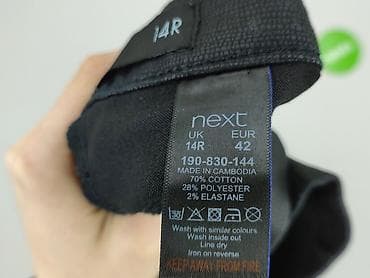 14R
next
UK EUR
14R 42
190-830-144
MADE IN CAMBODIA
70% COTTON
28% POLYESTER
2% ELASTANE
Wash with similar colours
Wash inside out
Line dry
Iron on reverse
KEEP AWAY FROM FIRE